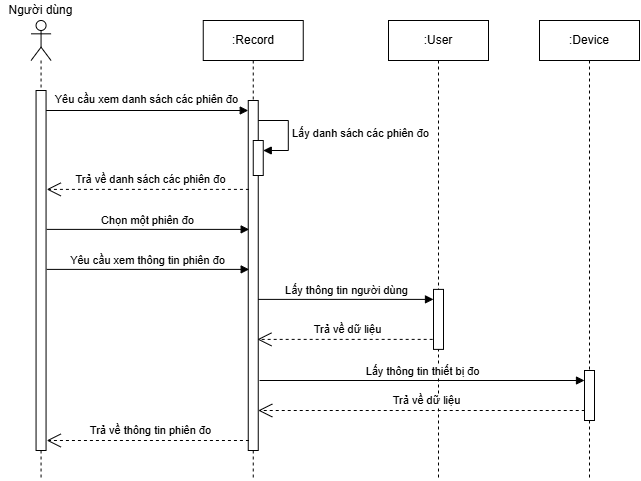 Người dùng
:Record
:User
:Device
Yêu cầu xem danh sách các phiên đo
Lấy danh sách các phiên đo
Trả về danh sách các phiên đo
Chọn một phiên đo
Yêu cầu xem thông tin phiên đo
Lấy thông tin người dùng
Trả về dữ liệu
Lấy thông tin thiết bị đo
Trả về dữ liệu
Trả về thông tin phiên đo